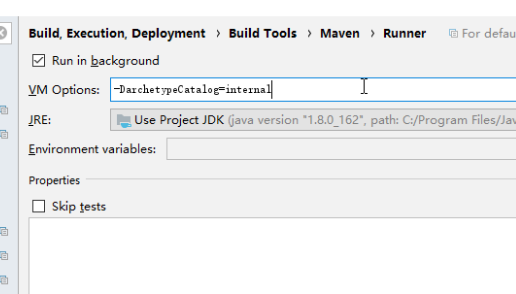 Build, Execution, Deployment › Build Tools › Maven › Runner For defau
Run in background
VM Options: -DarchetypeCatalog=internal
JRE: Use Project JDK (java version "1.8.0_162", path: C:/Program Files/Jav
Environment variables:
Properties
Skip tests